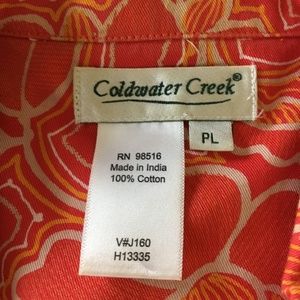 Coldwater Creek®
PL
RN 98516
Made in India
100% Cotton
V#J160
H13335